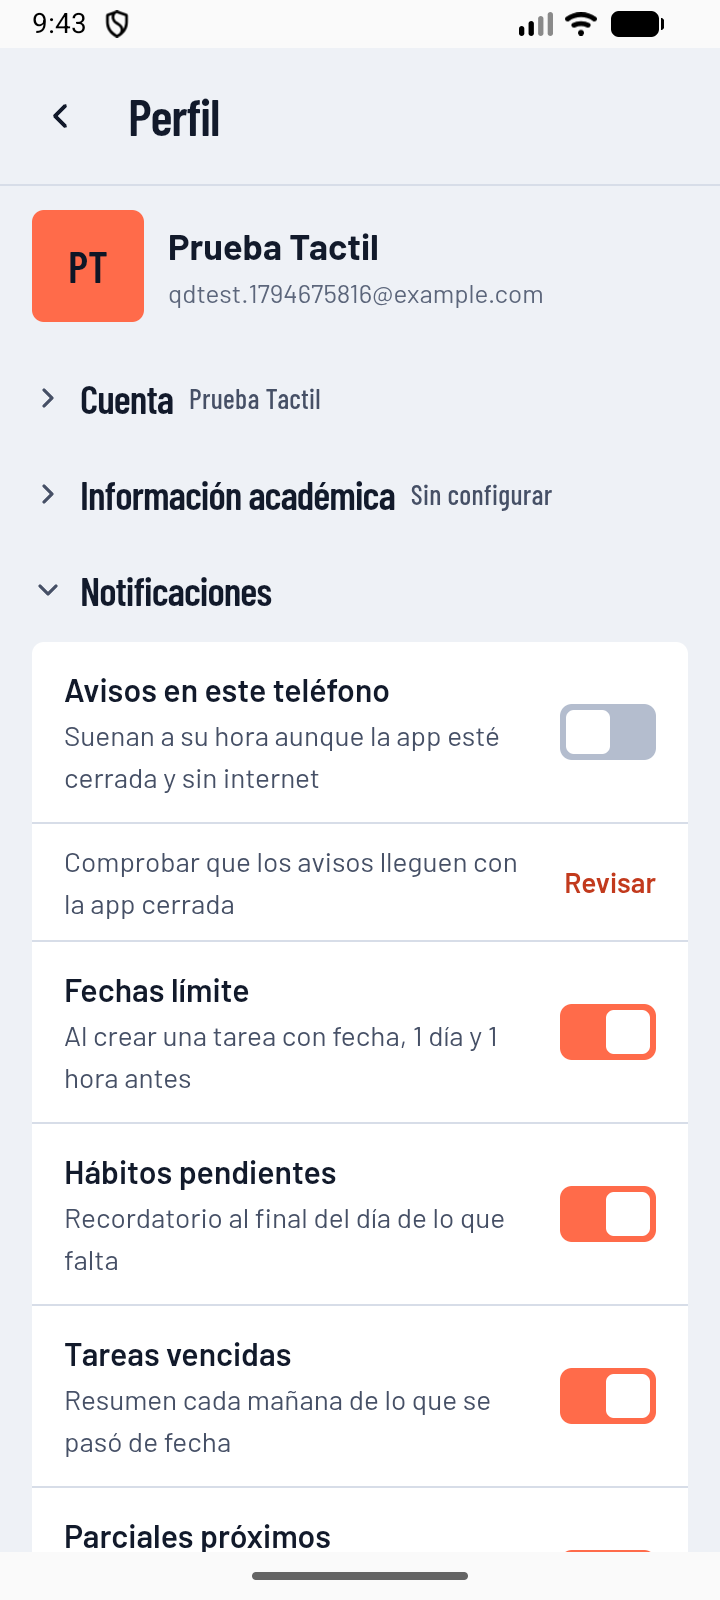 9:43
Perfil
PT
Prueba Tactil
qdtest.1794675816@example.com
Cuenta Prueba Tactil
Información académica Sin configurar
Notificaciones
Avisos en este teléfono
Suenan a su hora aunque la app esté
cerrada y sin internet
Comprobar que los avisos lleguen con
la app cerrada
Revisar
Fechas límite
Al crear una tarea con fecha, 1 día y 1
hora antes
Hábitos pendientes
Recordatorio al final del día de lo que
falta
Tareas vencidas
Resumen cada mañana de lo que se
pasó de fecha
Parciales próximos